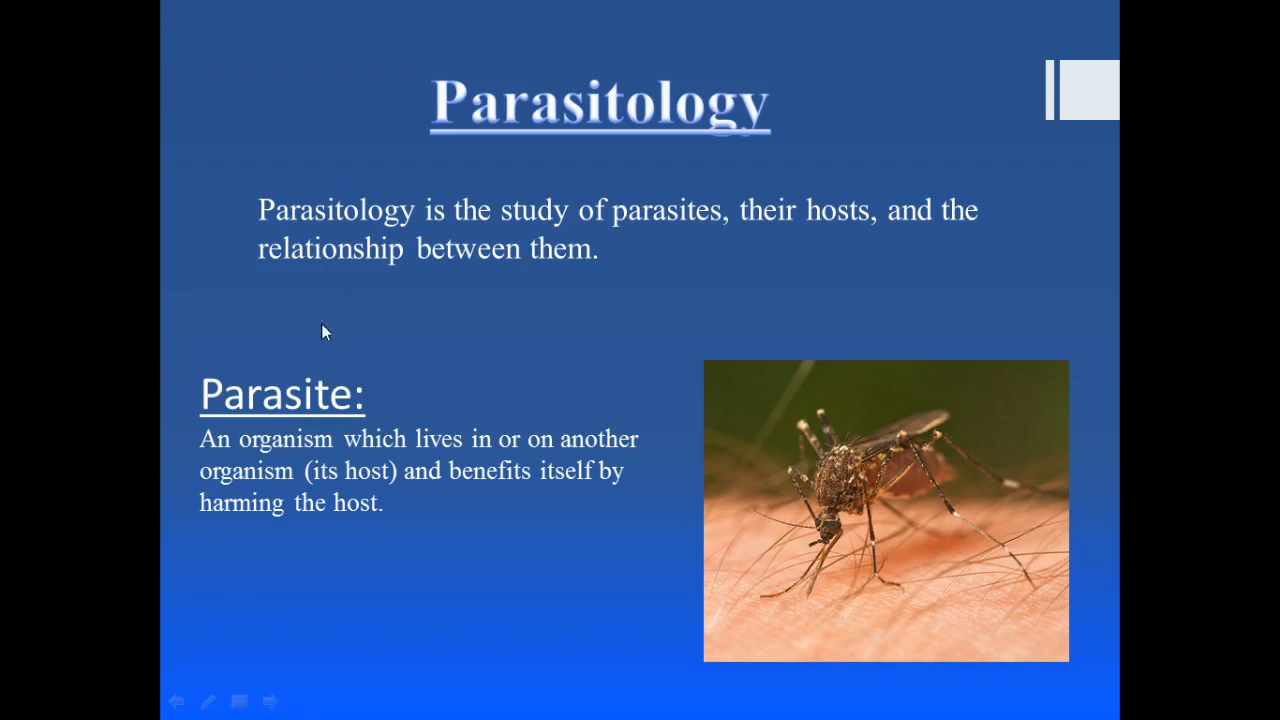 Parasitology
Parasitology is the study of parasites, their hosts, and the
relationship between them.
Parasite:
An organism which lives in or on another
organism (its host) and benefits itself by
harming the host.